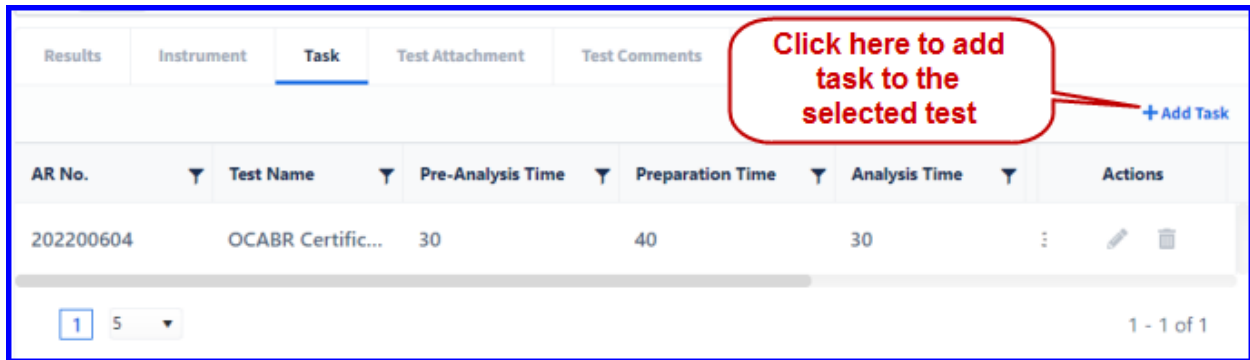 Results Instrument Task Test Attachment Test Comments
Click here to add
task to the
selected test
+ Add Task
AR No. Test Name Pre-Analysis Time Preparation Time Analysis Time Actions
202200604 OCABR Certific... 30 40 30
1 5 1 - 1 of 1